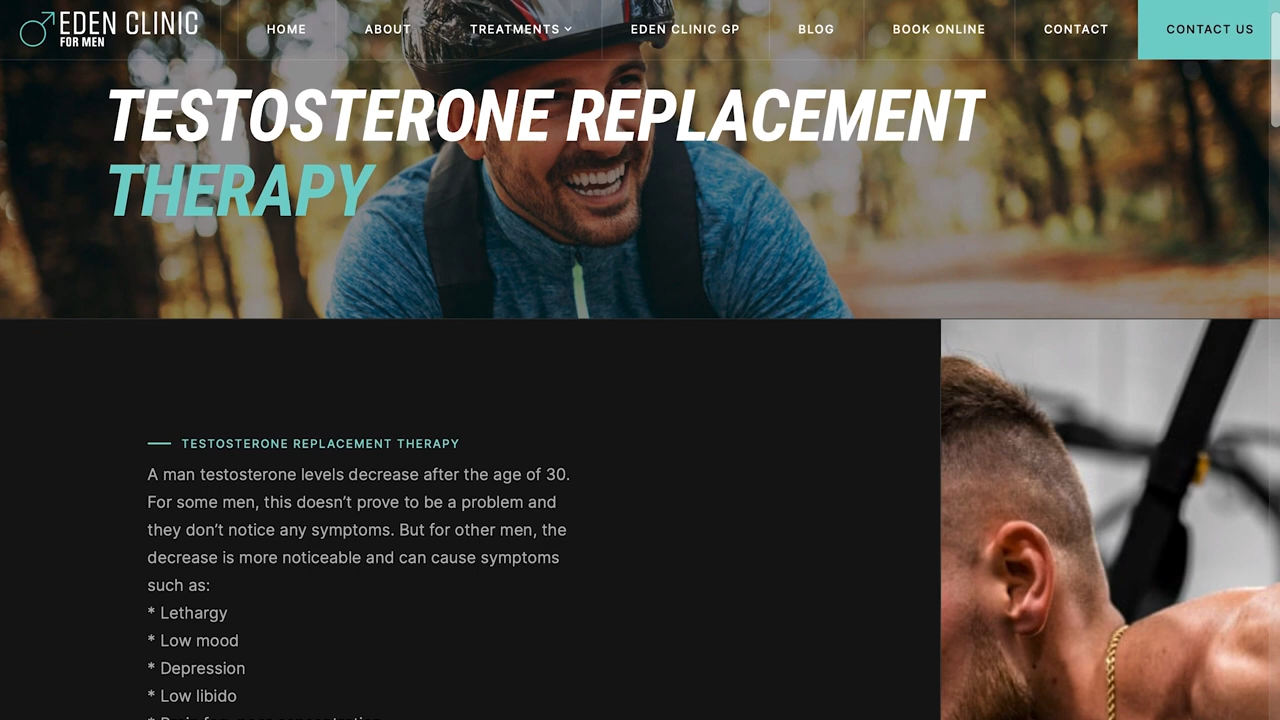 EDEN CLINIC
FOR MEN
HOME
ABOUT
TREATMENTS
EDEN CLINIC GP
BLOG
BOOK ONLINE
CONTACT
CONTACT US
TESTOSTERONE REPLACEMENT
THERAPY
TESTOSTERONE REPLACEMENT THERAPY
A man testosterone levels decrease after the age of 30.
For some men, this doesn’t prove to be a problem and
they don’t notice any symptoms. But for other men, the
decrease is more noticeable and can cause symptoms
such as:
* Lethargy
* Low mood
* Depression
* Low libido